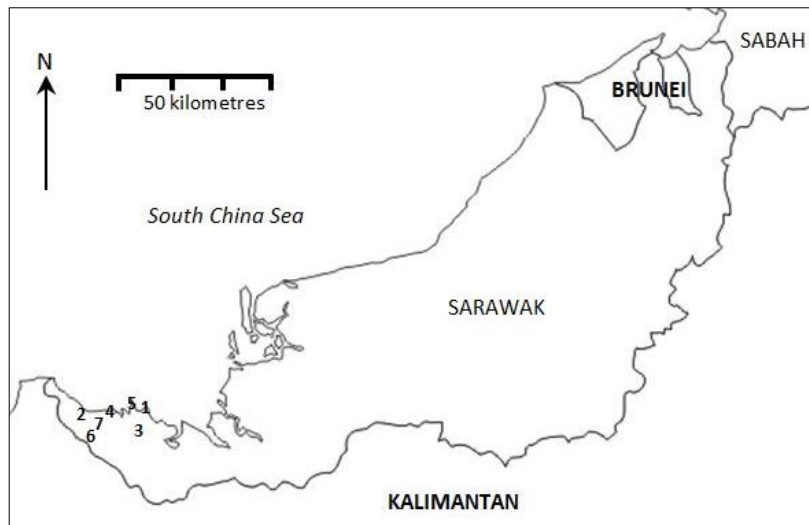 SABAH
N
BRUNEI
50 kilometres
South China Sea
SARAWAK
5 1
2 4
7
6 3
KALIMANTAN